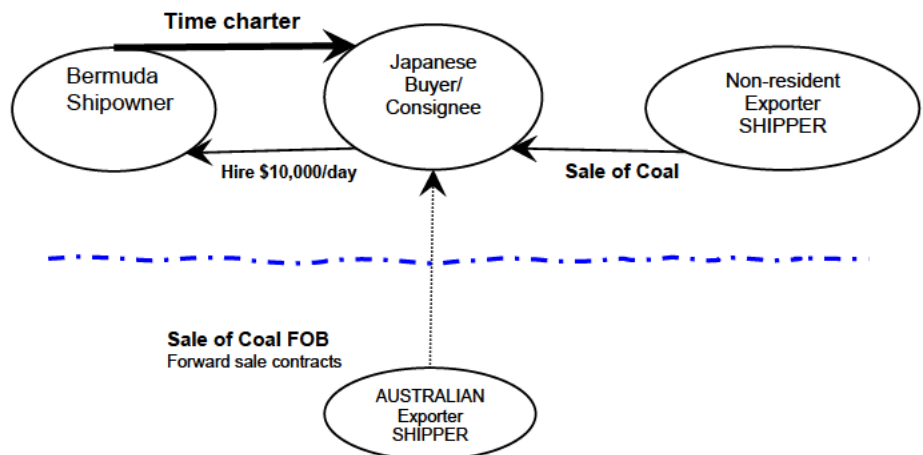 Time charter
Bermuda
Shipowner
Japanese
Buyer/
Consignee
Non-resident
Exporter
SHIPPER
Hire $10,000/day
Sale of Coal
Sale of Coal FOB
Forward sale contracts
AUSTRALIAN
Exporter
SHIPPER